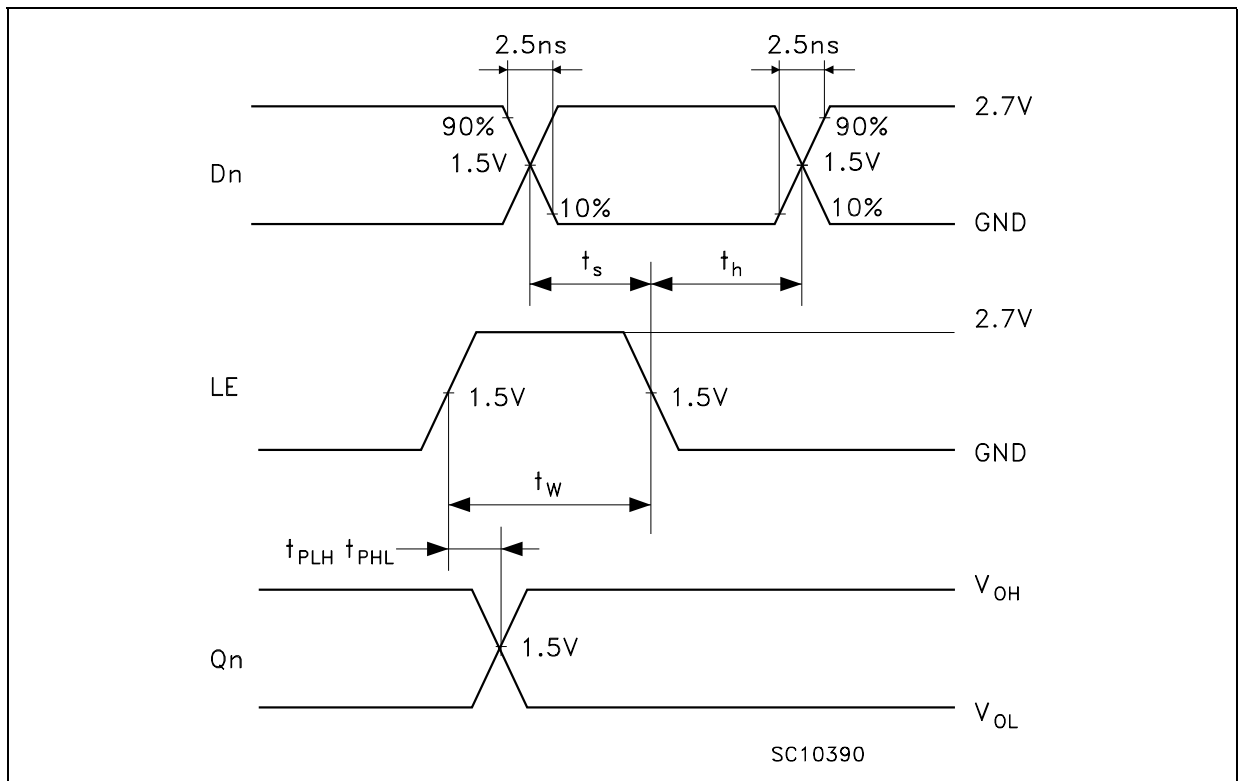 2.5ns 2.5ns
2.7V
90% 90%
1.5V 1.5V
Dn
10% 10%
GND
ts th
2.7V
LE 1.5V 1.5V
GND
tW
tPLH tPHL
VOH
Qn 1.5V
VOL
SC10390